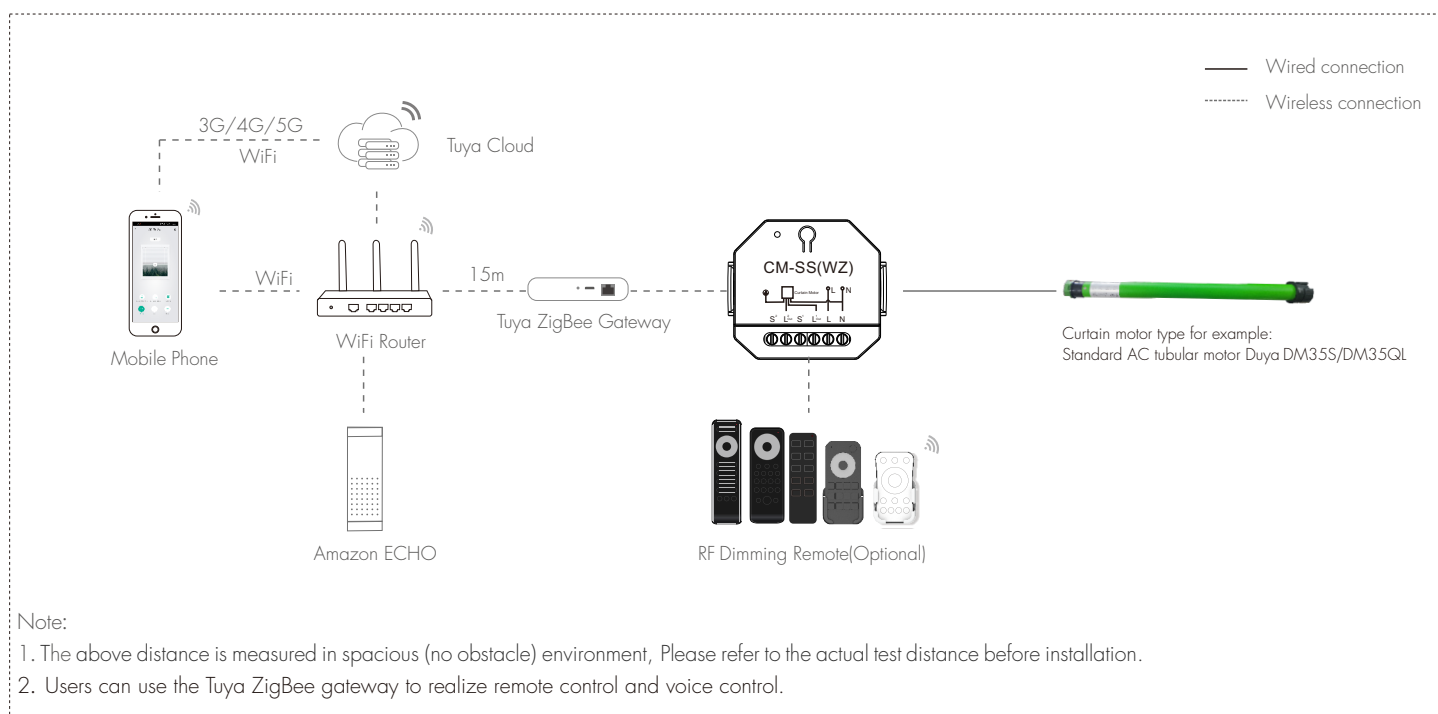 Wired connection
Wireless connection
3G/4G/5G
WiFi
Tuya Cloud
WiFi
15m
CM-SS(WZ)
Curtain Motor
L N
Tuya ZigBee Gateway
WiFi Router
Mobile Phone
L L N
Curtain motor type for example:
Standard AC tubular motor Duya DM35S/DM35QL
Amazon ECHO
RF Dimming Remote(Optional)
Note:
1. The above distance is measured in spacious (no obstacle) environment, Please refer to the actual test distance before installation.
2. Users can use the Tuya ZigBee gateway to realize remote control and voice control.